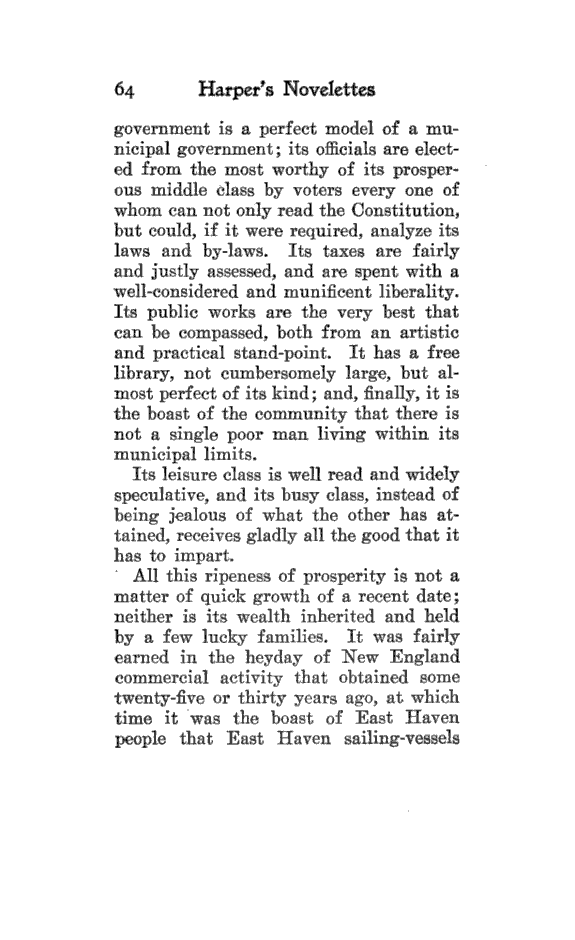 64 Harper's Novelettes
government is a perfect model of a mu-
nicipal government; its officials are elect-
ed from the most worthy of its prosper-
ous middle class by voters every one of
whom can not only read the Constitution,
but could, if it were required, analyze its
laws and by-laws. Its taxes are fairly
and justly assessed, and are spent with a
well-considered and munificent liberality.
Its public works are the very best that
can be compassed, both from an artistic
and practical stand-point. It has a free
library, not cumbersomely large, but al-
most perfect of its kind; and, finally, it is
the boast of the community that there is
not a single poor man living within its
municipal limits.
Its leisure class is well read and widely
speculative, and its busy class, instead of
being jealous of what the other has at-
tained, receives gladly all the good that it
has to impart.
All this ripeness of prosperity is not a
matter of quick growth of a recent date;
neither is its wealth inherited and held
by a few lucky families. It was fairly
earned in the heyday of New England
commercial activity that obtained some
twenty-five or thirty years ago, at which
time it was the boast of East Haven
people that East Haven sailing-vessels